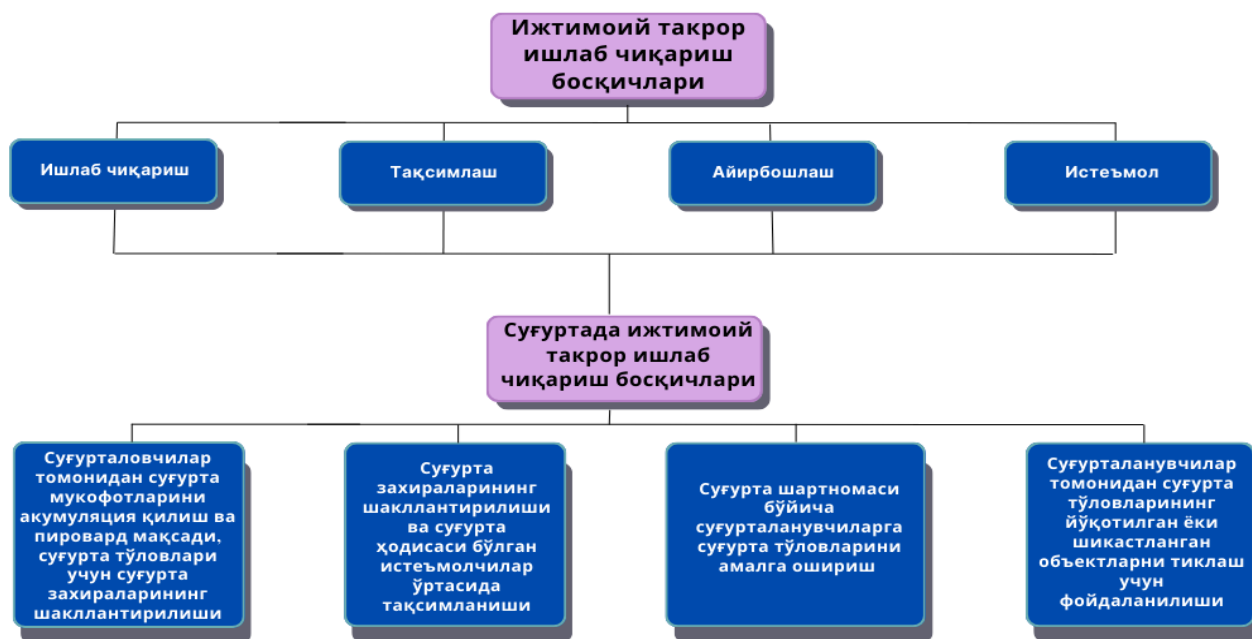 Ижтимоий такрор
ишлаб чиқариш
босқичлари
Ишлаб чиқариш
Тақсимлаш
Айирбошлаш
Истеъмол
Суғуртада ижтимоий
такрор ишлаб
чиқариш босқичлари
Суғурталовчилар
томонидан суғурта
мукофотларини
акумуляция қилиш ва
пировард мақсади,
суғурта тўловлари
учун суғурта
захираларининг
шакллантирилиши
Суғурта
захираларининг
шакллантирилиши
ва суғурта
ҳодисаси бўлган
истеъмолчилар
ўртасида
тақсимланиши
Суғурта шартномаси
бўйича
суғурталанувчиларга
суғурта тўловларини
амалга ошириш
Суғурталанувчилар
томонидан суғурта
тўловларининг
йўқотилган ёки
шикастланган
объектларни тиклаш
учун
фойдаланилиши